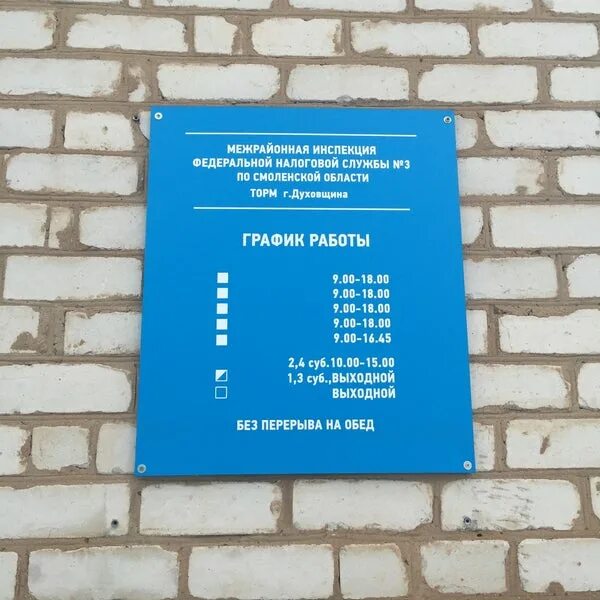 МЕЖРАЙОННАЯ ИНСПЕКЦИЯ
ФЕДЕРАЛЬНОЙ НАЛОГОВОЙ СЛУЖБЫ №3
ПО СМОЛЕНСКОЙ ОБЛАСТИ
ТОРМ г.Духовщина
ГРАФИК РАБОТЫ
9.00-18.00
9.00-18.00
9.00-18.00
9.00-18.00
9.00-16.45
2,4 суб.10.00-15.00
1,3 суб.,ВЫХОДНОЙ
ВЫХОДНОЙ
БЕЗ ПЕРЕРЫВА НА ОБЕД